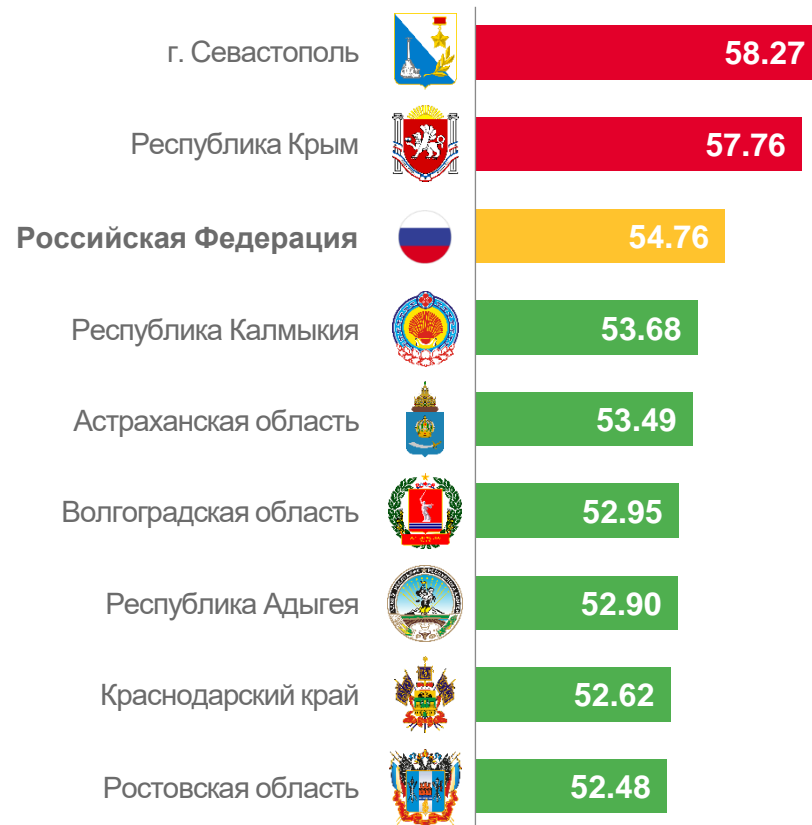 г. Севастополь 58.27
Республика Крым 57.76
Российская Федерация 54.76
Республика Калмыкия 53.68
Астраханская область 53.49
Волгоградская область 52.95
Республика Адыгея 52.90
Краснодарский край 52.62
Ростовская область 52.48